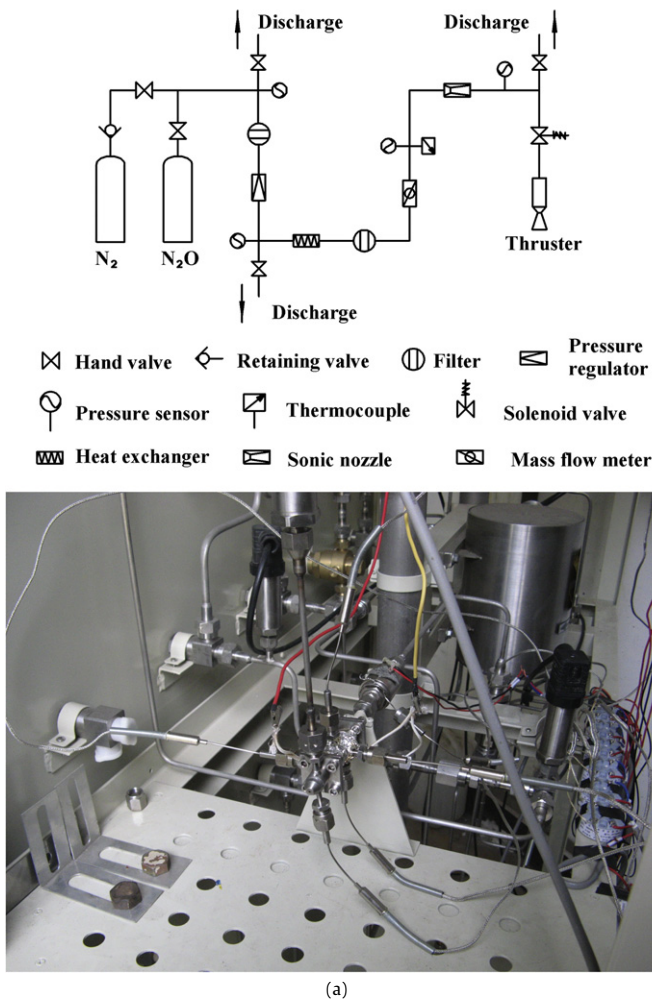 Discharge Discharge
N₂ N₂O
Thruster
Discharge
Hand valve Retaining valve Filter Pressure regulator
Pressure sensor Thermocouple Solenoid valve
Heat exchanger Sonic nozzle Mass flow meter
(a)